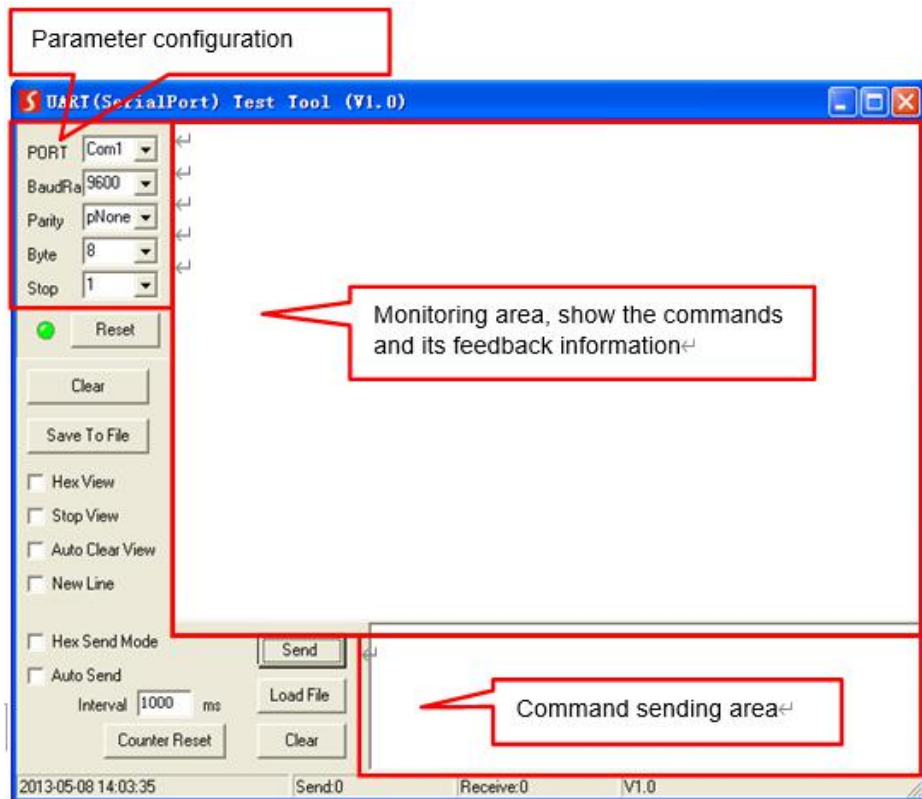 Parameter configuration
UART(SerialPort) Test Tool (V1.0)
PORT Com1
BaudRa 9600
Parity pNone
Byte 8
Stop 1
Reset
Clear
Save To File
Hex View
Stop View
Auto Clear View
New Line
Monitoring area, show the commands
and its feedback information
Hex Send Mode
Send
Auto Send
Interval 1000 ms
Load File
Counter Reset
Clear
Command sending area
2013-05-08 14:03:35 Send:0 Receive:0 V1.0